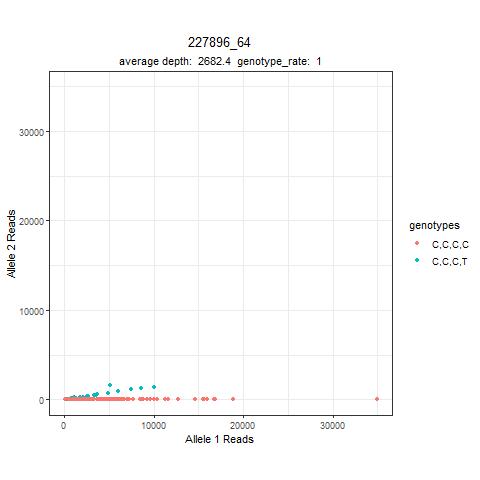 227896_64
average depth:  2682.4  genotype_rate:  1
30000
20000
10000
0
Allele 2 Reads
0
10000
20000
30000
Allele 1 Reads
genotypes
C,C,C,C
C,C,C,T